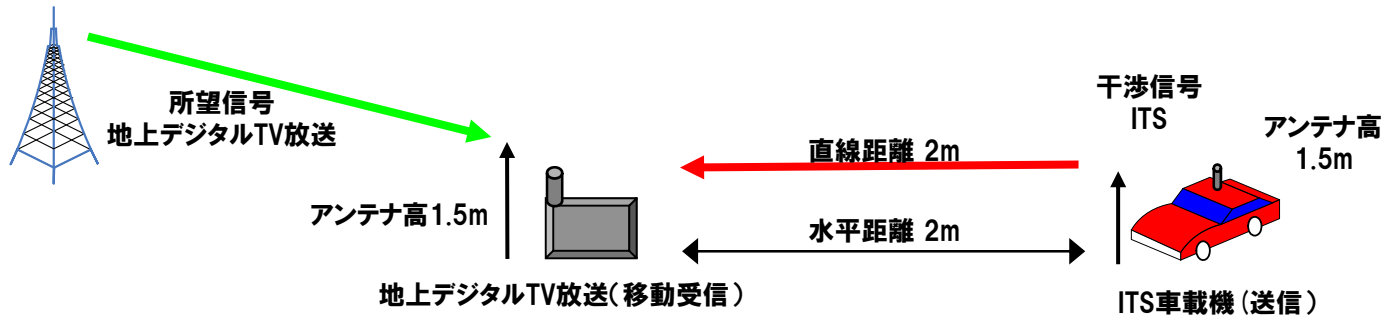 所望信号
地上デジタルTV放送
干渉信号
ITS
アンテナ高
1.5m
直線距離 2m
アンテナ高1.5m
水平距離 2m
地上デジタルTV放送(移動受信)
ITS車載機(送信)